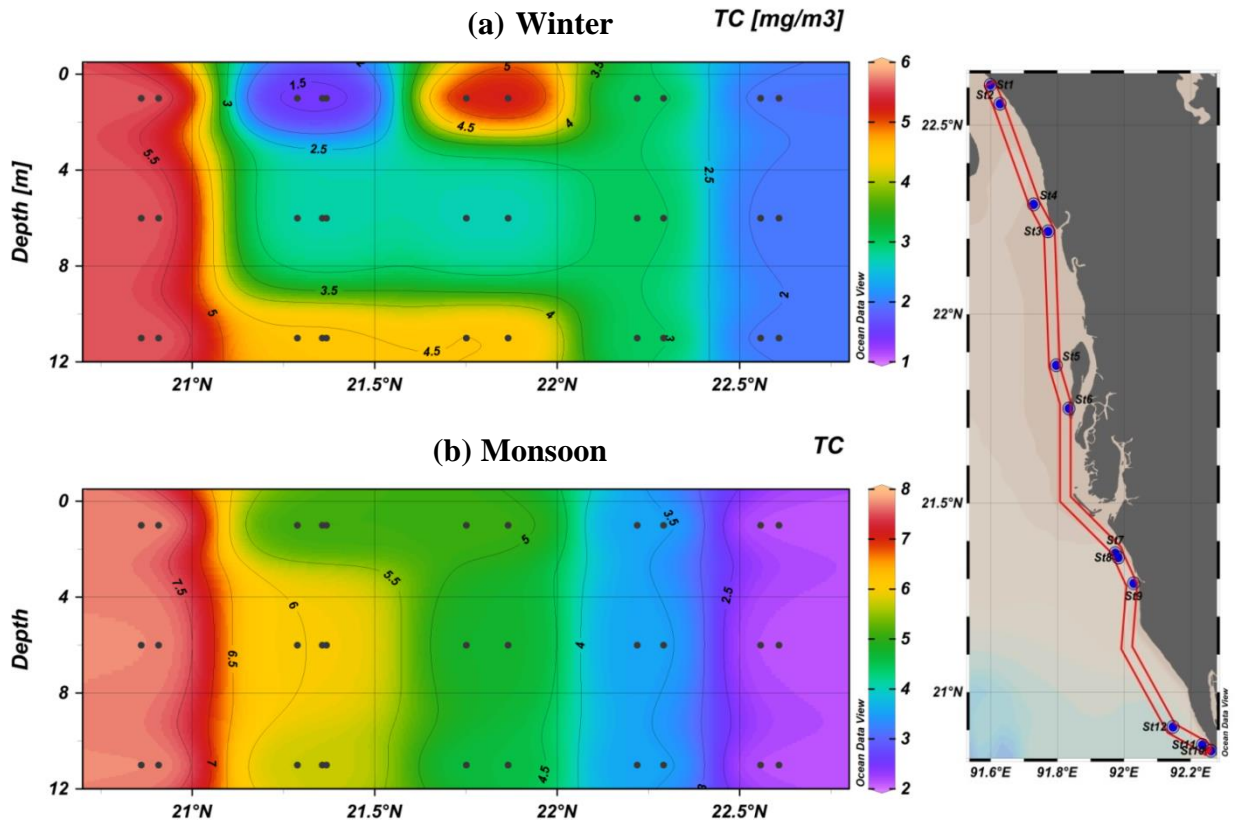 (a) Winter
TC [mg/m3]
0
4
8
12
Depth [m]
21°N
21.5°N
22°N
22.5°N
1.5
3
2.5
5
4.5
4
3.5
5.5
2.5
3.5
5
4
4.5
3
2
6
5
4
3
2
1
Ocean Data View
(b) Monsoon
TC
0
4
8
12
Depth
21°N
21.5°N
22°N
22.5°N
7.5
6.5
7
6
5.5
5
4.5
4
3.5
2.5
3
8
7
6
5
4
3
2
Ocean Data View
22.5°N
22°N
21.5°N
21°N
St1
St2
St4
St3
St5
St6
St7
St8
St9
St12
St11
St10
91.6°E
91.8°E
92°E
92.2°E
Ocean Data View